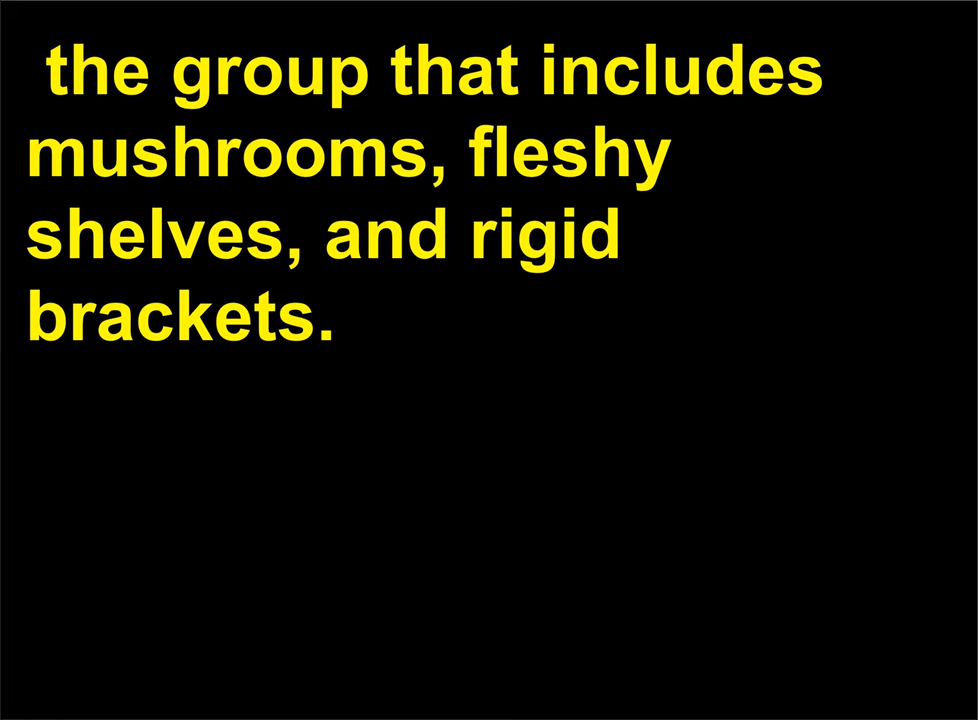 the group that includes
mushrooms, fleshy
shelves, and rigid
brackets.